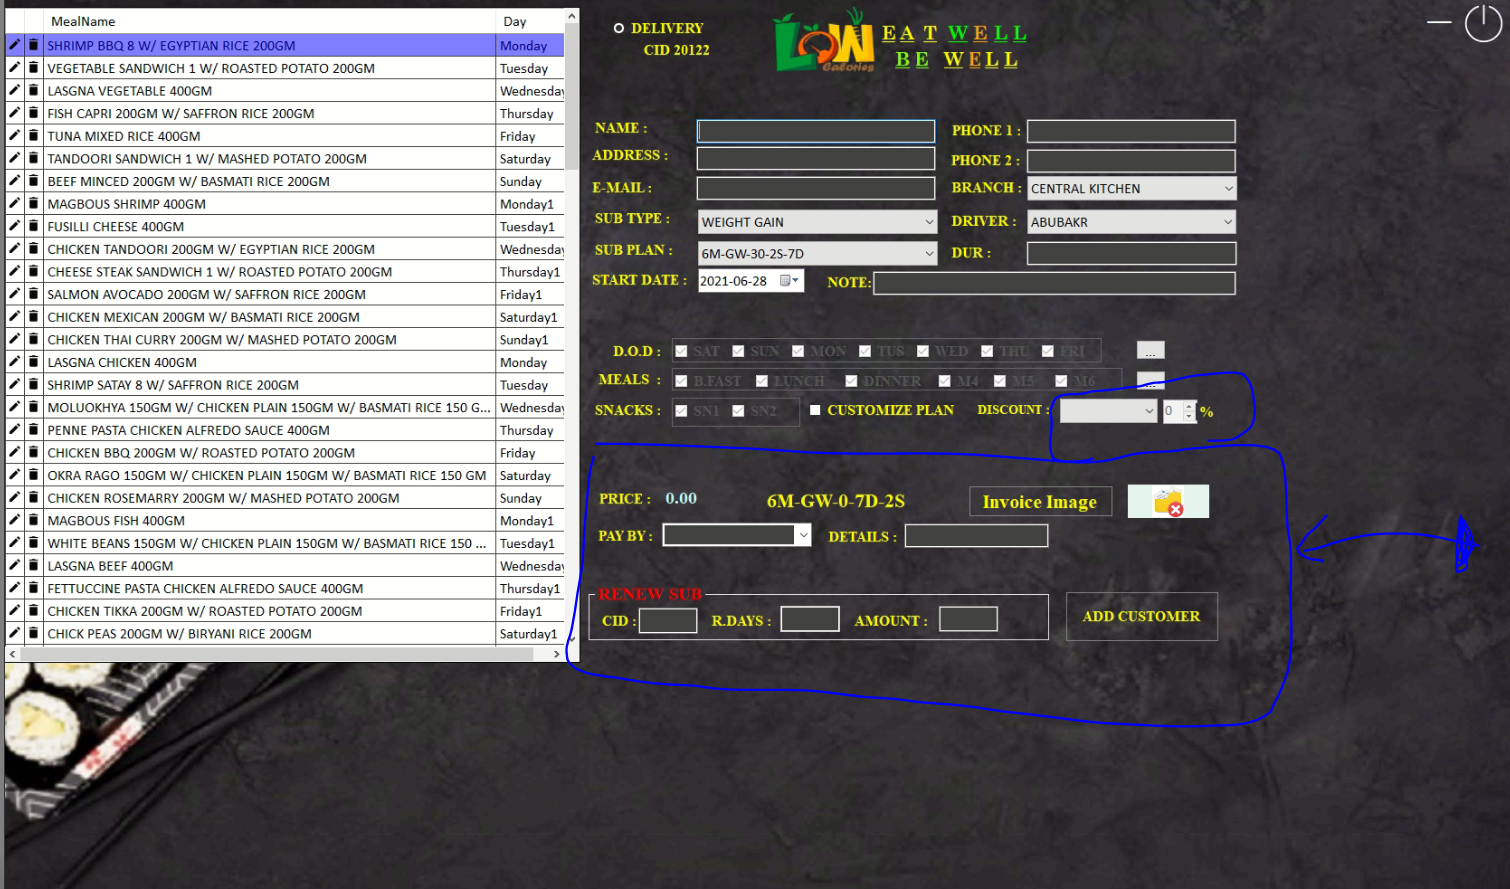 MealName Day
SHRIMP BBQ 8 W/ EGYPTIAN RICE 200GM Monday
VEGETABLE SANDWICH 1 W/ ROASTED POTATO 200GM Tuesday
LASGNA VEGETABLE 400GM Wednesday
FISH CAPRI 200GM W/ SAFFRON RICE 200GM Thursday
TUNA MIXED RICE 400GM Friday
TANDOORI SANDWICH 1 W/ MASHED POTATO 200GM Saturday
BEEF MINCED 200GM W/ BASMATI RICE 200GM Sunday
MAGBOUS SHRIMP 400GM Monday1
FUSILLI CHEESE 400GM Tuesday1
CHICKEN TANDOORI 200GM W/ EGYPTIAN RICE 200GM Wednesday
CHEESE STEAK SANDWICH 1 W/ ROASTED POTATO 200GM Thursday1
SALMON AVOCADO 200GM W/ SAFFRON RICE 200GM Friday1
CHICKEN MEXICAN 200GM W/ BASMATI RICE 200GM Saturday1
CHICKEN THAI CURRY 200GM W/ MASHED POTATO 200GM Sunday1
LASGNA CHICKEN 400GM Monday
SHRIMP SATAY 8 W/ SAFFRON RICE 200GM Tuesday
MOLUOKHYA 150GM W/ CHICKEN PLAIN 150GM W/ BASMATI RICE 150 G... Wednesday
PENNE PASTA CHICKEN ALFREDO SAUCE 400GM Thursday
CHICKEN BBQ 200GM W/ ROASTED POTATO 200GM Friday
OKRA RAGO 150GM W/ CHICKEN PLAIN 150GM W/ BASMATI RICE 150 GM Saturday
CHICKEN ROSEMARRY 200GM W/ MASHED POTATO 200GM Sunday
MAGBOUS FISH 400GM Monday1
WHITE BEANS 150GM W/ CHICKEN PLAIN 150GM W/ BASMATI RICE 150 ... Tuesday1
LASGNA BEEF 400GM Wednesday
FETTUCCINE PASTA CHICKEN ALFREDO SAUCE 400GM Thursday1
CHICKEN TIKKA 200GM W/ ROASTED POTATO 200GM Friday1
CHICK PEAS 200GM W/ BIRYANI RICE 200GM Saturday1
DELIVERY
CID 20122
LOW Calories
EAT WELL
BE WELL
NAME : PHONE 1 :
ADDRESS : PHONE 2 :
E-MAIL : BRANCH : CENTRAL KITCHEN
SUB TYPE : WEIGHT GAIN DRIVER : ABUBAKR
SUB PLAN : 6M-GW-30-2S-7D DUR :
START DATE : 2021-06-28 NOTE:
D.O.D : SAT SUN MON TUS WED THU FRI ...
MEALS : B.FAST LUNCH DINNER M4 M5 M6 ...
SNACKS : SN1 SN2 CUSTOMIZE PLAN DISCOUNT : 0 %
PRICE : 0.00 6M-GW-0-7D-2S Invoice Image
PAY BY : DETAILS :
RENEW SUB
CID : R.DAYS : AMOUNT : ADD CUSTOMER